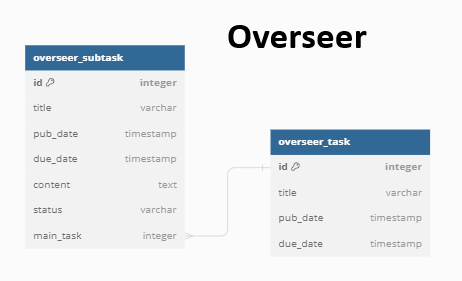 Overseer
overseer_subtask
id integer
title varchar
pub_date timestamp
due_date timestamp
content text
status varchar
main_task integer
overseer_task
id integer
title varchar
pub_date timestamp
due_date timestamp